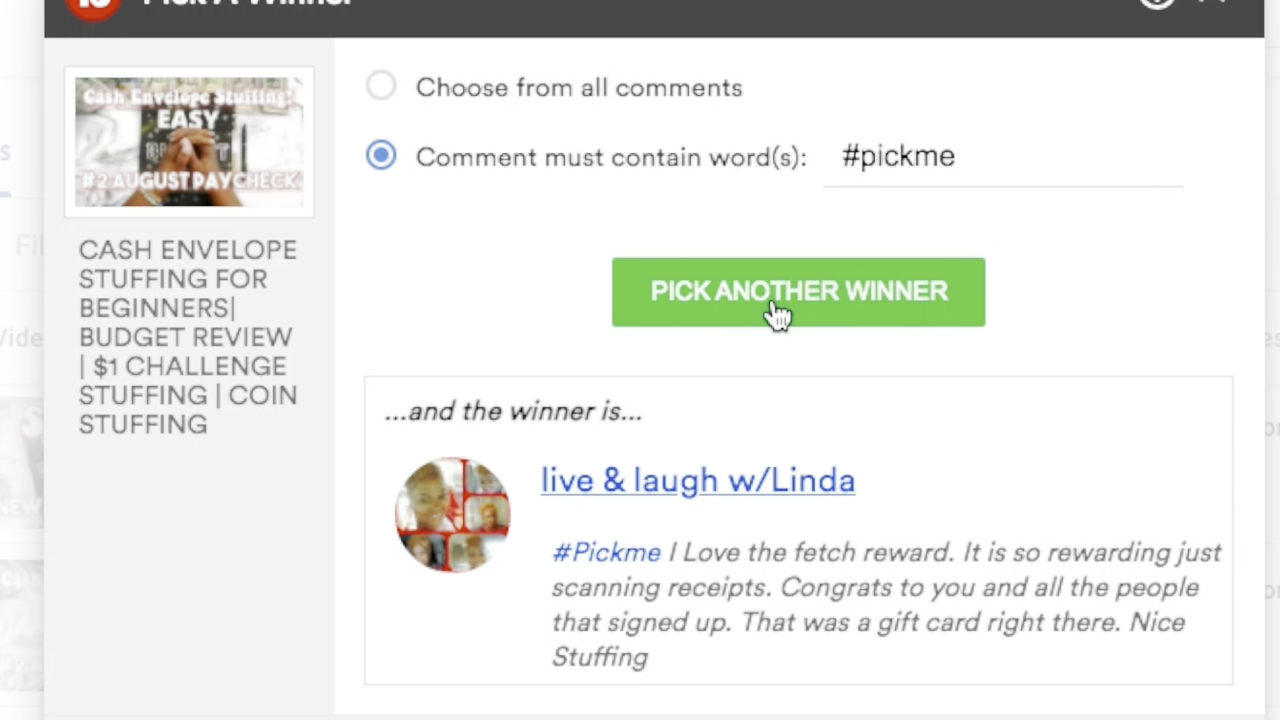 Pick A Winner
Cash Envelope Stuffing!
EASY
#2 AUGUST PAYCHECK
CASH ENVELOPE
STUFFING FOR
BEGINNERS|
BUDGET REVIEW
| $1 CHALLENGE
STUFFING | COIN
STUFFING
Choose from all comments
Comment must contain word(s): #pickme
PICK ANOTHER WINNER
...and the winner is...
live & laugh w/Linda
#Pickme I Love the fetch reward. It is so rewarding just
scanning receipts. Congrats to you and all the people
that signed up. That was a gift card right there. Nice
Stuffing